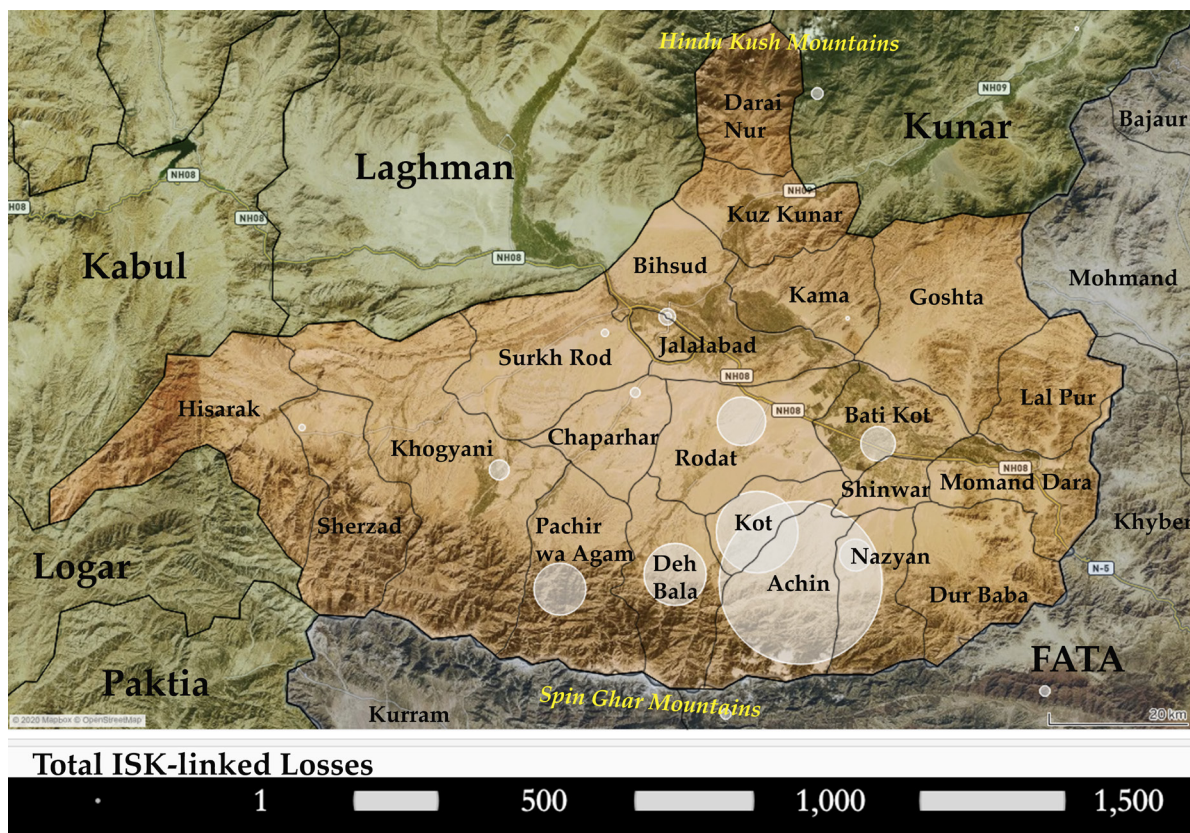 Hindu Kush Mountains
NH09
Darai
Nur
Kunar
Bajaur
Laghman
NH08
NH09
H08
NH08
Kuz Kunar
Kabul
NH08
Bihsud
Kama
Goshta
Mohmand
Surkh Rod
Jalalabad
NH08
Hisarak
NH08
Bati Kot
Lal Pur
Khogyani
Chaparhar
Rodat
NH08
Shinwar
Momand Dara
Sherzad
Pachir
wa Agam
Kot
Khyber
Nazyan
Logar
Deh
Bala
Achin
N-5
Dur Baba
FATA
Paktia
Spin Ghar Mountains
Kurram
© 2020 Mapbox © OpenStreetMap
20 km
Total ISK-linked Losses
1
500
1,000
1,500